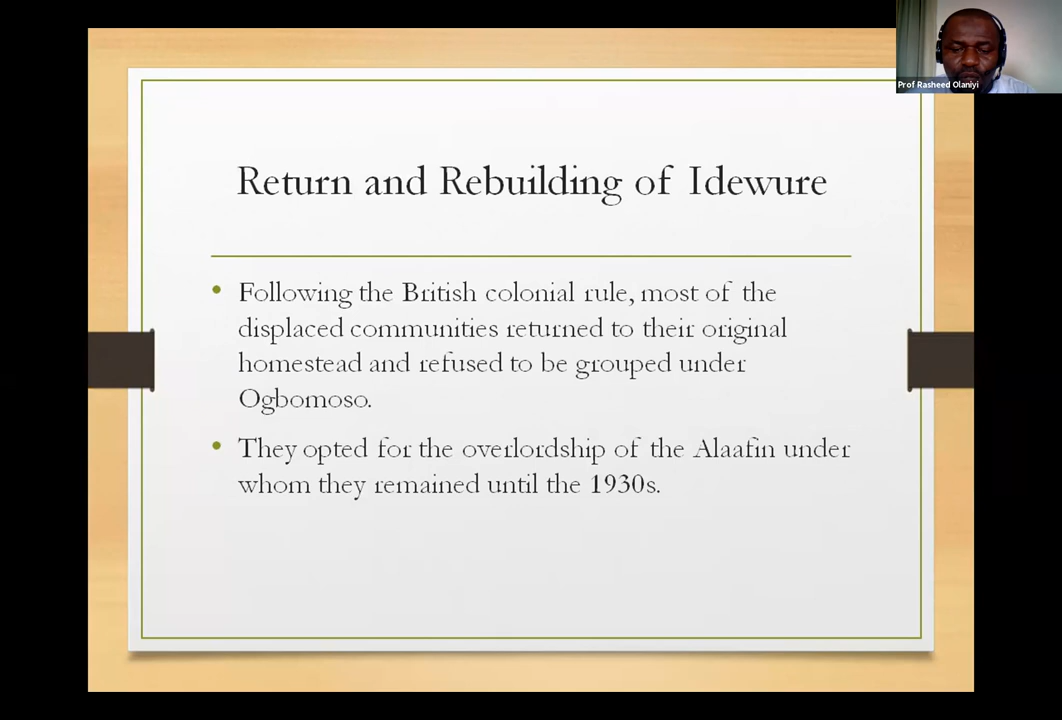 Prof Rasheed Olaniyi
Return and Rebuilding of Idewure
• Following the British colonial rule, most of the
displaced communities returned to their original
homestead and refused to be grouped under
Ogbomoso.
• They opted for the overlordship of the Alaafin under
whom they remained until the 1930s.